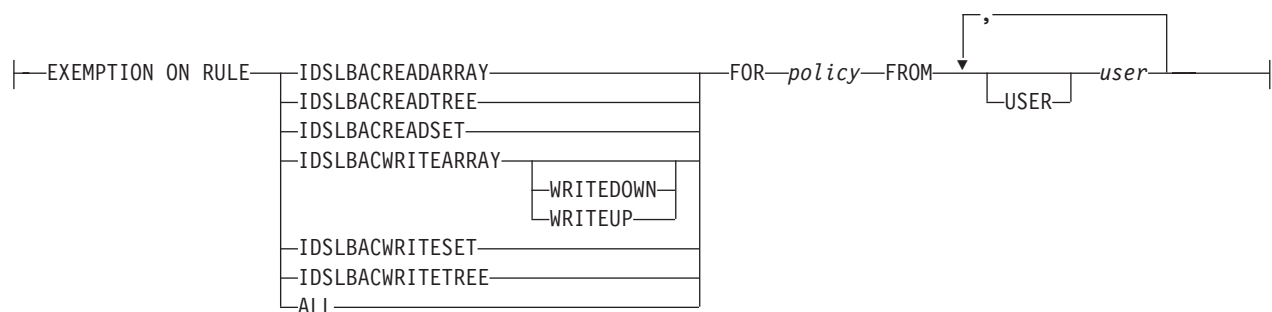 ,
EXEMPTION ON RULE IDSLBACREADARRAY FOR policy FROM user
IDSLBACREADTREE USER
IDSLBACREADSET
IDSLBACWRITEARRAY
WRITEDOWN
WRITEUP
IDSLBACWRITESET
IDSLBACWRITETREE
ALL